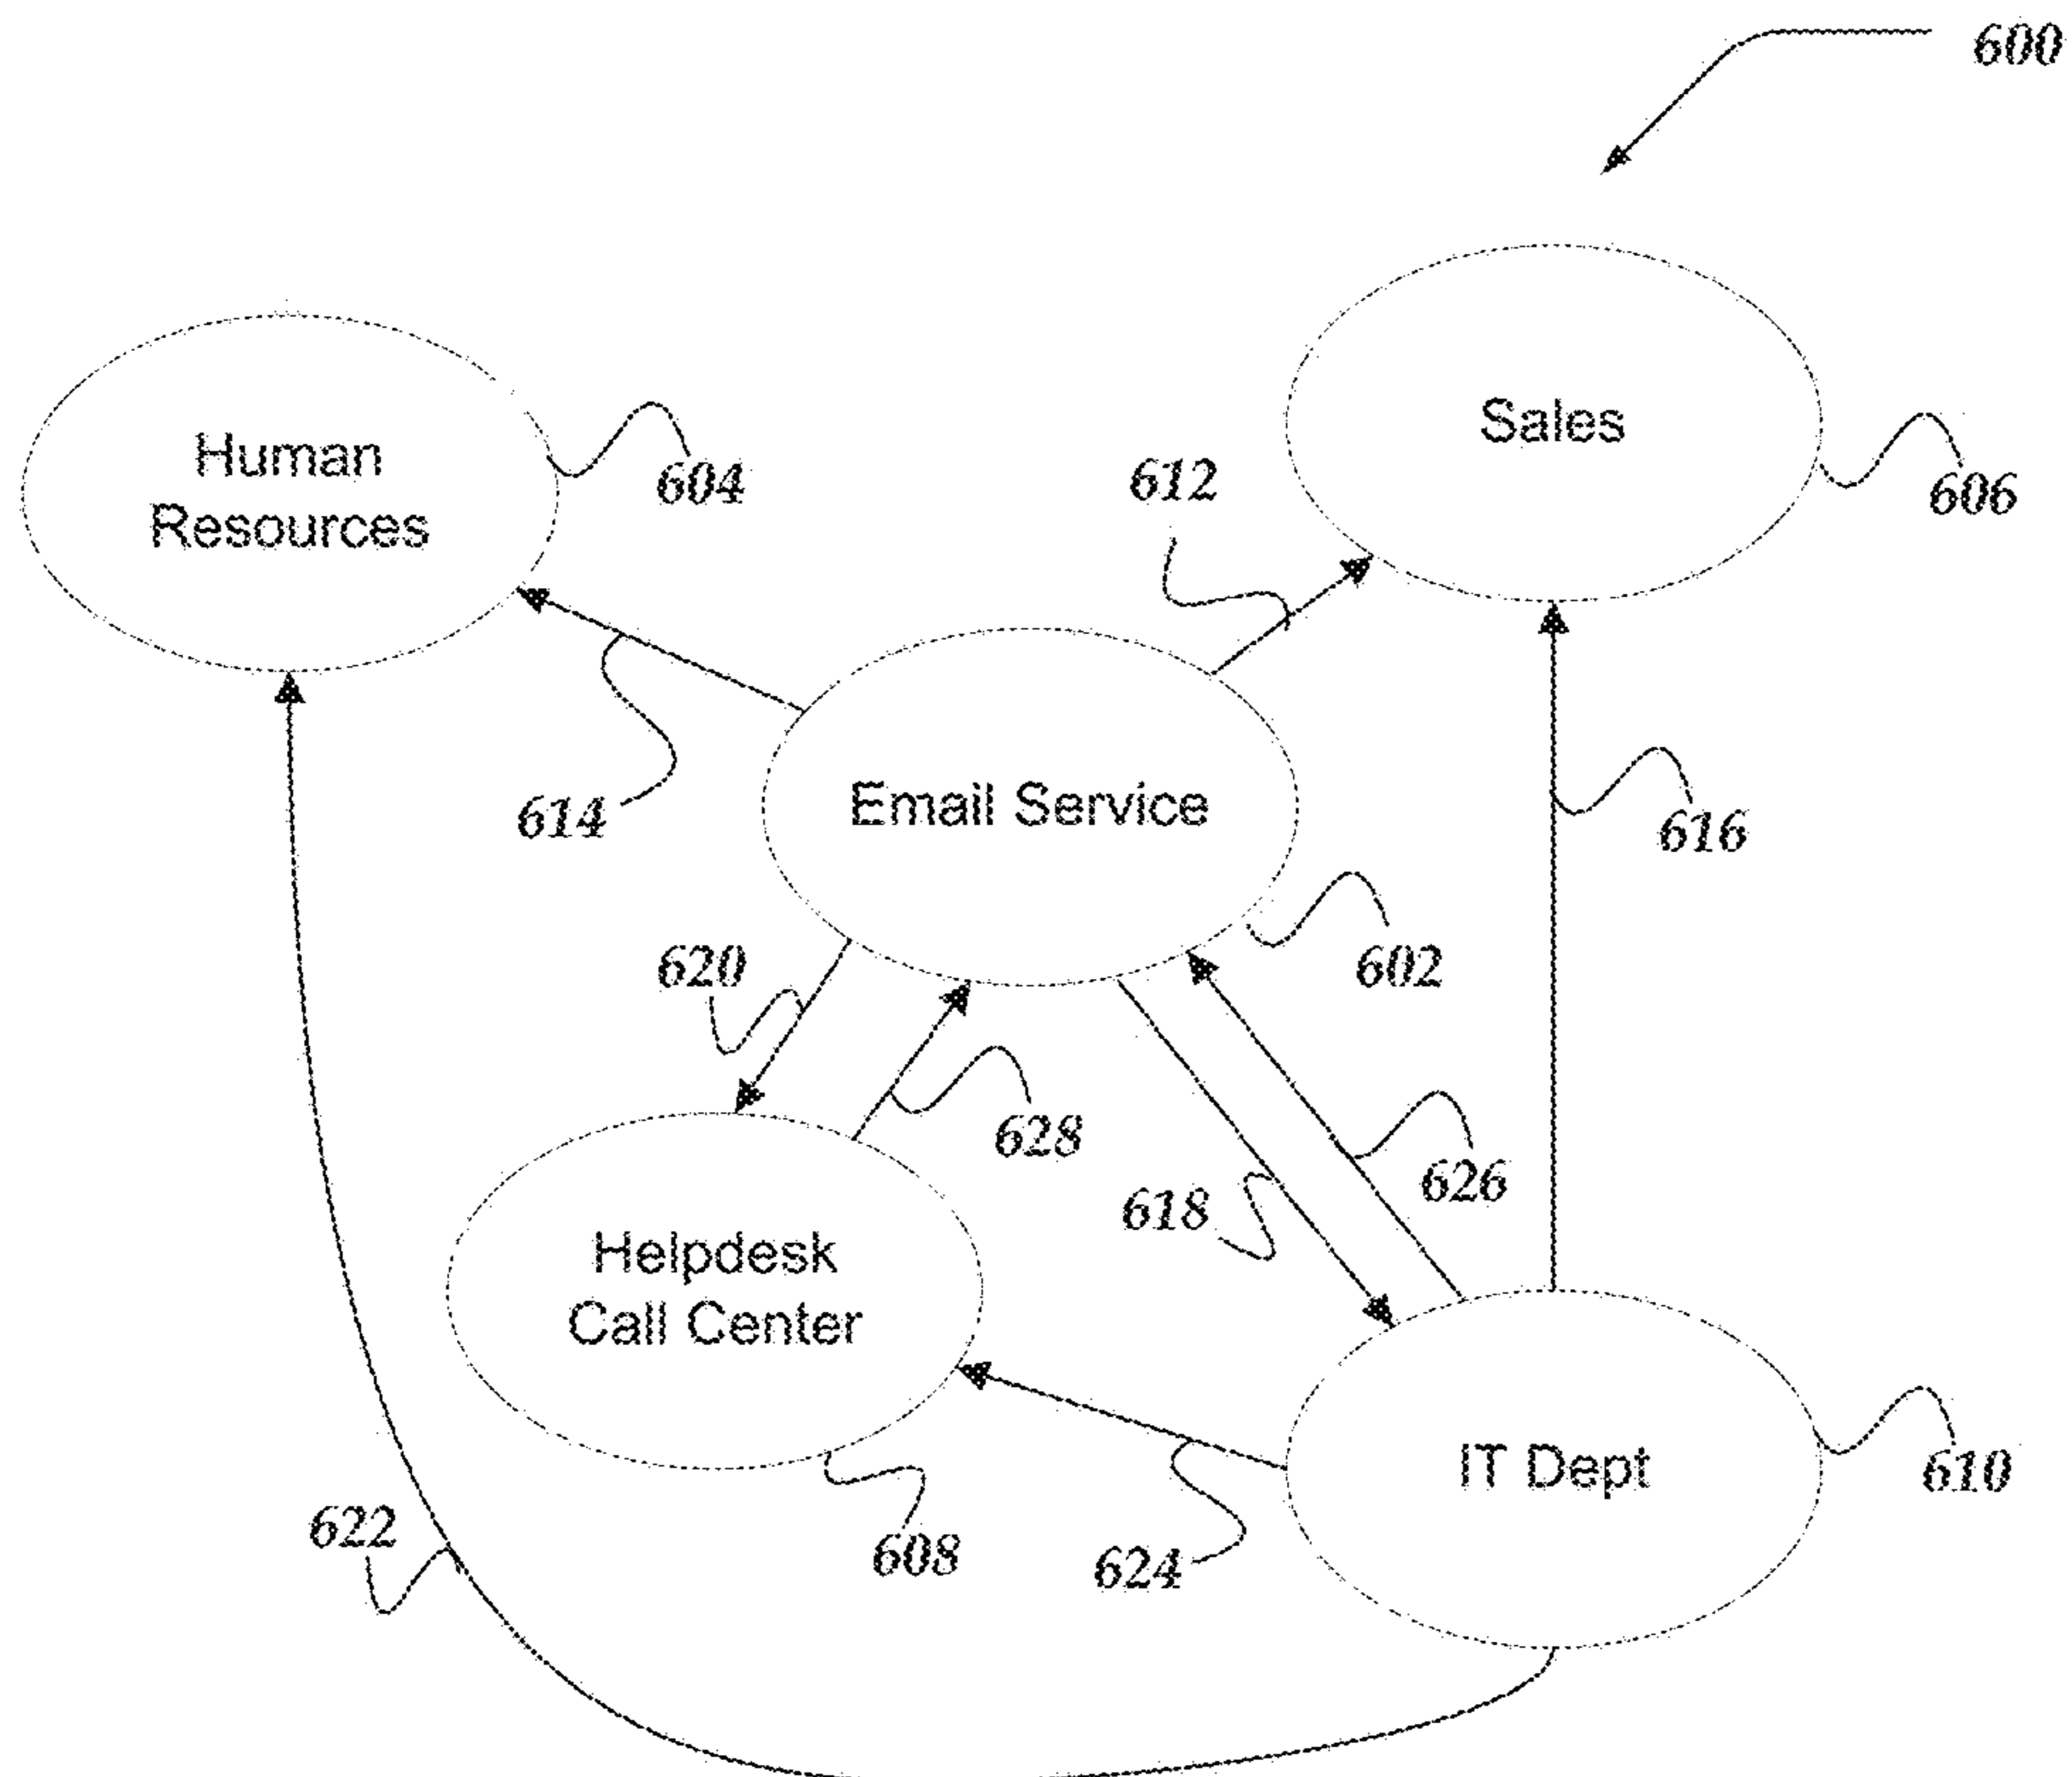 600
Human
Resources
604
Sales
606
612
614
Email Service
602
616
620
628
618
626
Helpdesk
Call Center
608
622
624
IT Dept
610